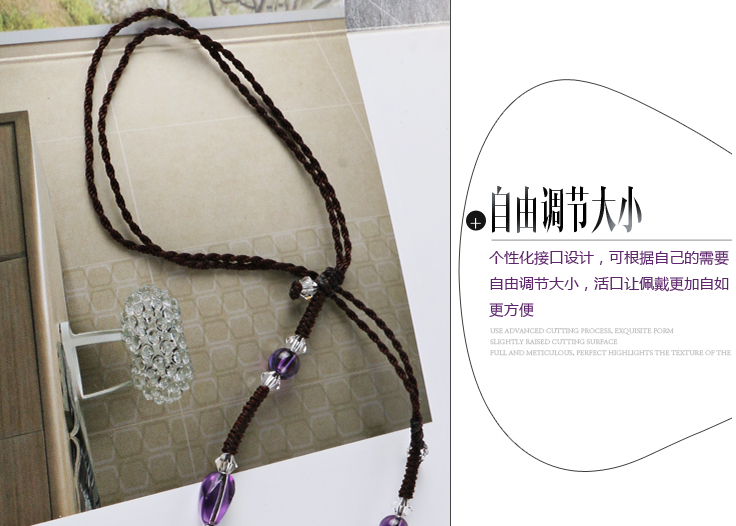 自由调节大小
个性化接口设计，可根据自己的需要
自由调节大小，活口让佩戴更加自如
更方便
USE ADVANCED CUTTING PROCESS, EXQUISITE FORM
SLIGHTLY RAISED CUTTING SURFACE
FULL AND METICULOUS, PERFECT HIGHLIGHTS THE TEXTURE OF THE